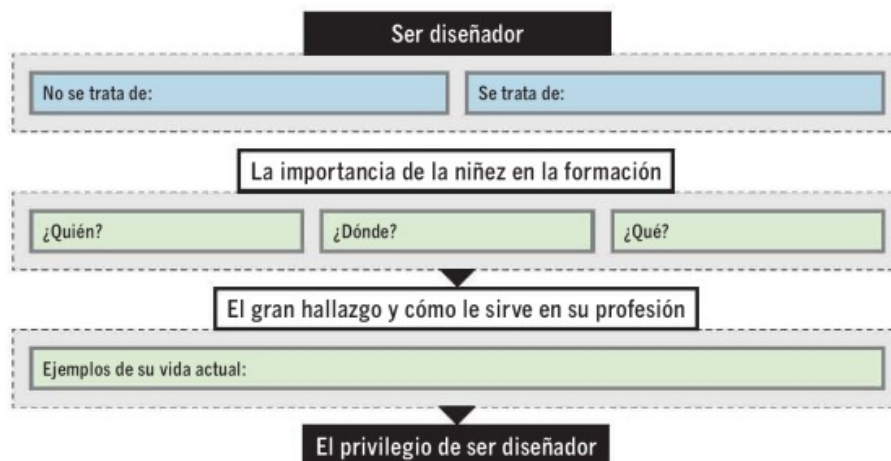 Ser diseñador
No se trata de:
Se trata de:
La importancia de la niñez en la formación
¿Quién?
¿Dónde?
¿Qué?
El gran hallazgo y cómo le sirve en su profesión
Ejemplos de su vida actual:
El privilegio de ser diseñador